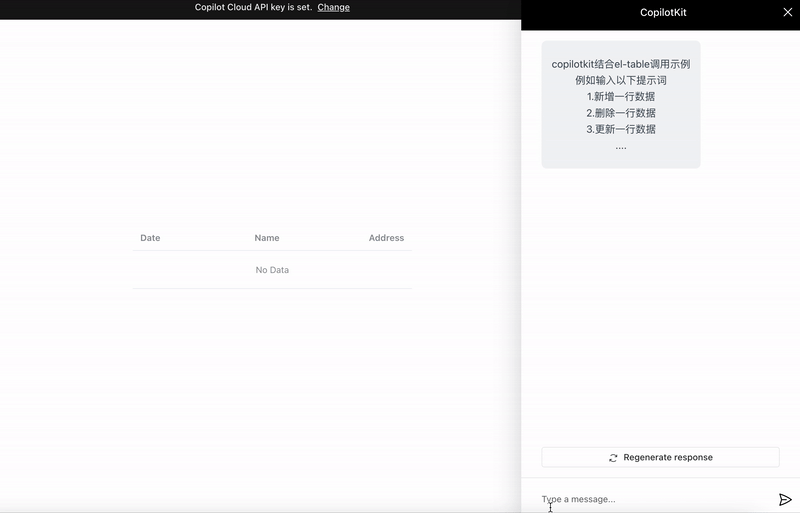 Copilot Cloud API key is set. Change
CopilotKit
copilotkit结合el-table调用示例
例如输入以下提示词
1.新增一行数据
2.删除一行数据
3.更新一行数据
....
Date Name Address
No Data
Regenerate response
Type a message...